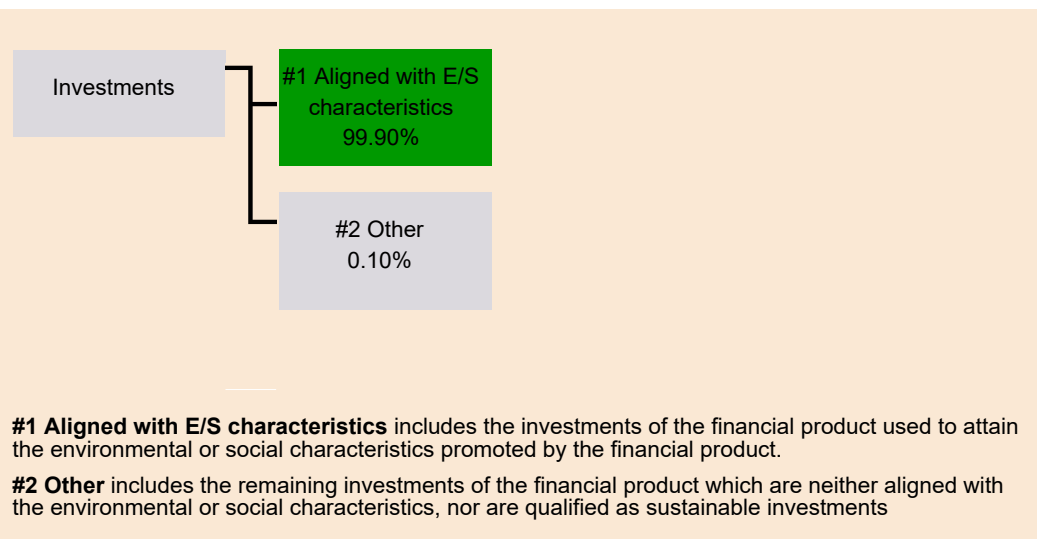 Investments
#1 Aligned with E/S
characteristics
99.90%
#2 Other
0.10%
#1 Aligned with E/S characteristics includes the investments of the financial product used to attain
the environmental or social characteristics promoted by the financial product.
#2 Other includes the remaining investments of the financial product which are neither aligned with
the environmental or social characteristics, nor are qualified as sustainable investments